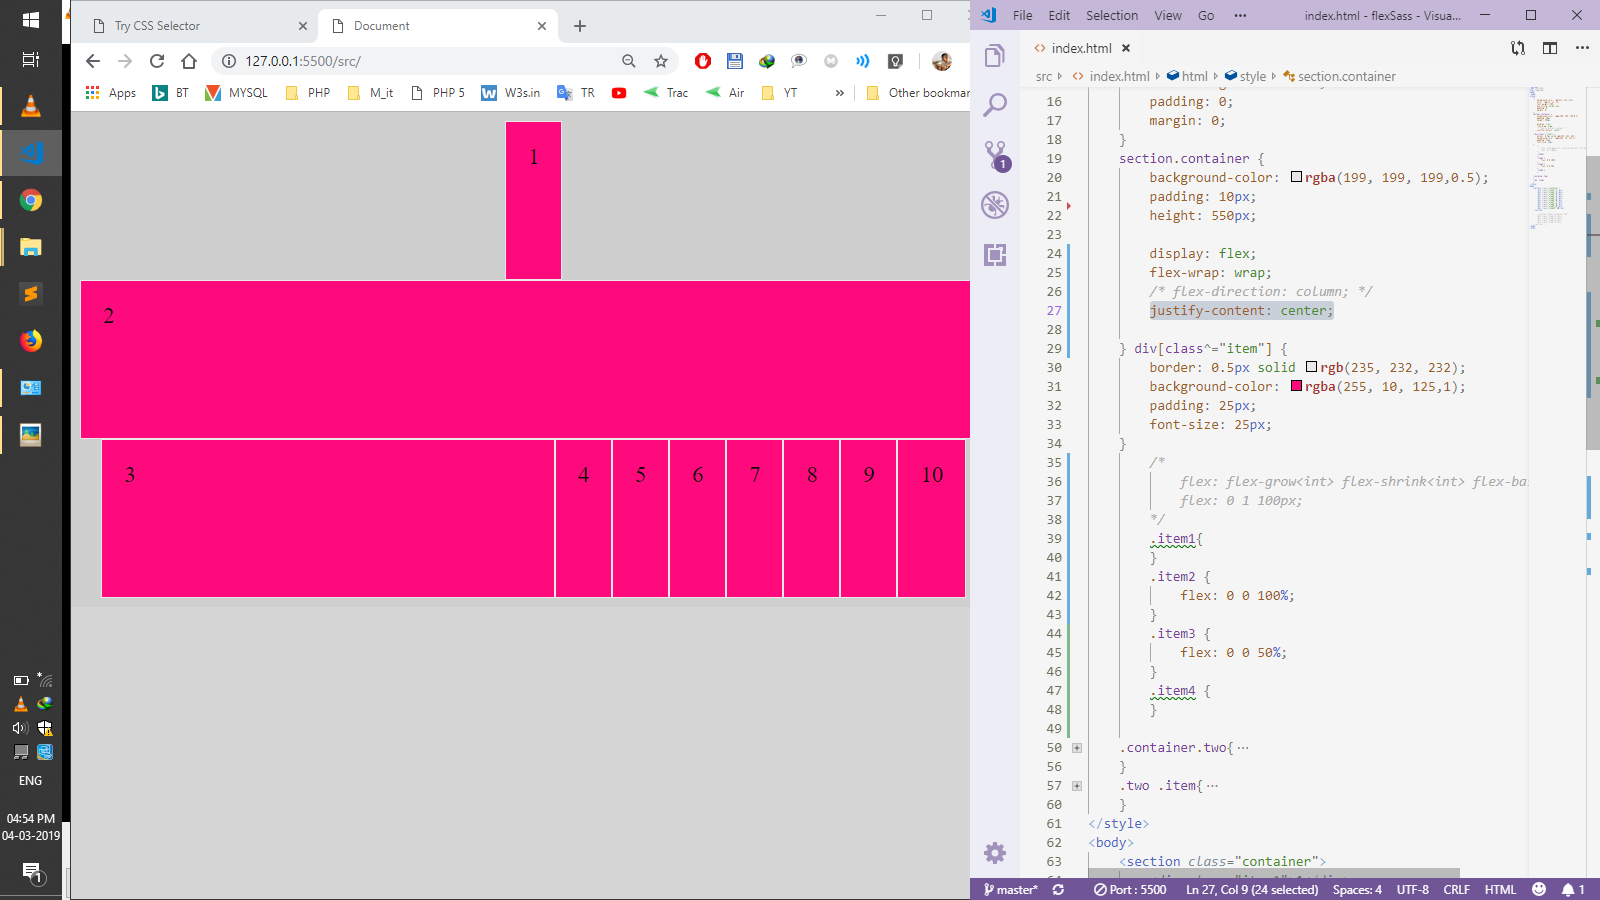 Try CSS Selector
Document
127.0.0.1:5500/src/
Apps BT MYSQL PHP M_it PHP 5 W3s.in TR Trac Air YT » Other bookmar
1
2
3 4 5 6 7 8 9 10
ENG
04:54 PM
04-03-2019
1
File Edit Selection View Go ••• index.html - flexSass - Visua...
index.html
src index.html html style section.container
1
16 padding: 0;
17 margin: 0;
18 }
19 section.container {
20 background-color: rgba(199, 199, 199,0.5);
21 padding: 10px;
22 height: 550px;
23
24 display: flex;
25 flex-wrap: wrap;
26 /* flex-direction: column; */
27 justify-content: center;
28
29 } div[class^="item"] {
30 border: 0.5px solid rgb(235, 232, 232);
31 background-color: rgba(255, 10, 125,1);
32 padding: 25px;
33 font-size: 25px;
34 }
35 /*
36 flex: flex-grow<int> flex-shrink<int> flex-ba
37 flex: 0 1 100px;
38 */
39 .item1{
40 }
41 .item2 {
42 flex: 0 0 100%;
43 }
44 .item3 {
45 flex: 0 0 50%;
46 }
47 .item4 {
48 }
49
50 .container.two{ ···
56 }
57 .two .item{ ···
60 }
61 </style>
62 <body>
63 <section class="container">
master* Port : 5500 Ln 27, Col 9 (24 selected) Spaces: 4 UTF-8 CRLF HTML 1